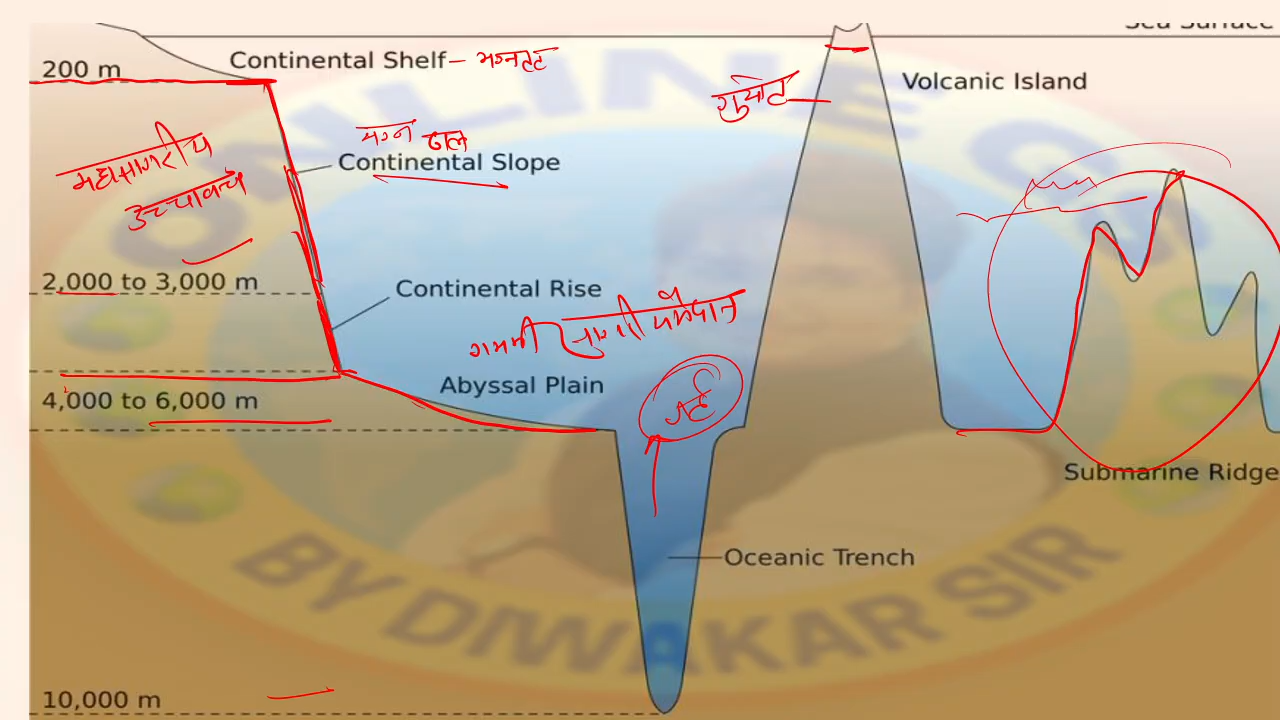 Sea Surface
Continental Shelf – मग्नतट
200 m
Volcanic Island
गुयोट
मग्न ढाल
Continental Slope
महासागरीय
उच्चावच
2,000 to 3,000 m
Continental Rise
मैदान
Abyssal Plain
4,000 to 6,000 m
गर्त
Submarine Ridge
Oceanic Trench
10,000 m
ONLINE GS
BY DIWAKAR SIR